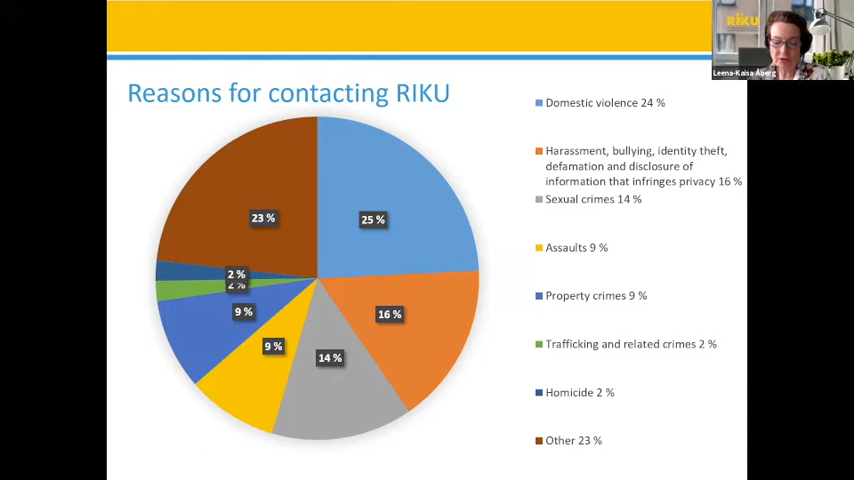 RIKU
Leena-Kaisa Åberg
Reasons for contacting RIKU
Domestic violence 24 %
Harassment, bullying, identity theft,
defamation and disclosure of
information that infringes privacy 16 %
Sexual crimes 14 %
Assaults 9 %
Property crimes 9 %
Trafficking and related crimes 2 %
Homicide 2 %
Other 23 %
23 %
25 %
2 %
2 %
9 %
16 %
9 %
14 %